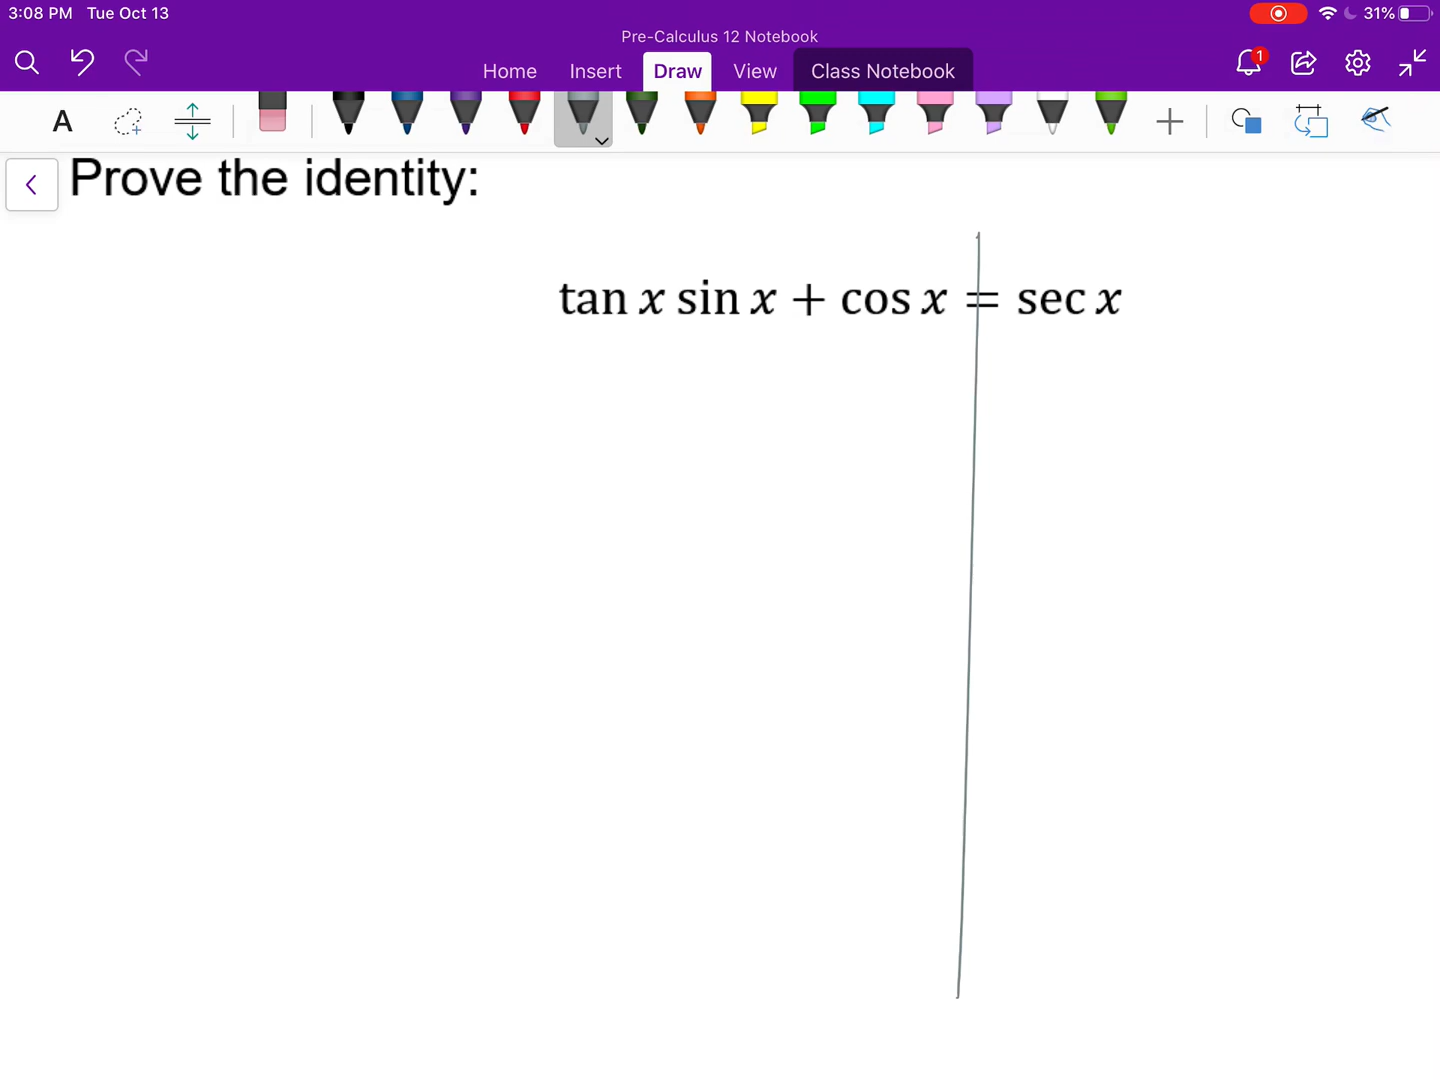 3:08 PM Tue Oct 13 31%
Pre-Calculus 12 Notebook
1
Home Insert Draw View Class Notebook
A
Prove the identity:
tan x sin x + cos x = sec x